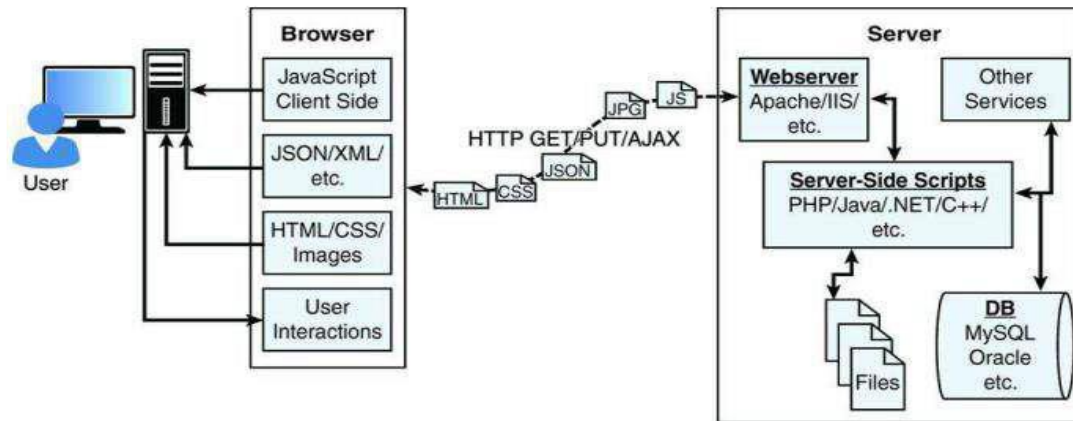 Browser
JavaScript
Client Side
JSON/XML/
etc.
HTML/CSS/
Images
User
Interactions
User
HTML
CSS
JSON
JPG
JS
HTTP GET/PUT/AJAX
Server
Webserver
Apache/IIS/
etc.
Other
Services
Server-Side Scripts
PHP/Java/.NET/C++/
etc.
Files
DB
MySQL
Oracle
etc.